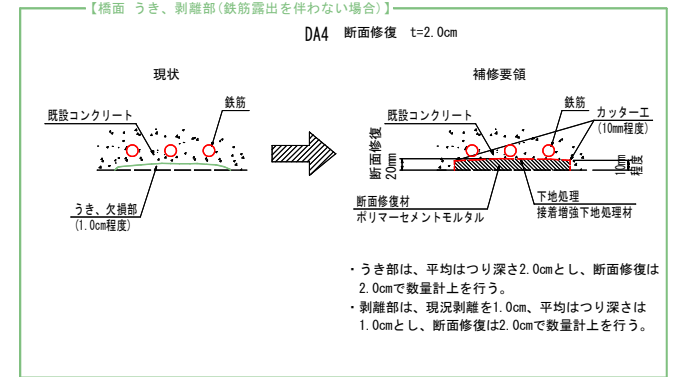 【橋面 うき、剥離部(鉄筋露出を伴わない場合)】
DA4 断面修復 t=2.0cm
現状
既設コンクリート
鉄筋
うき、欠損部
(1.0cm程度)
補修要領
既設コンクリート
鉄筋
カッター工
(10mm程度)
断面修復
20mm
10mm
程度
断面修復材
ポリマーセメントモルタル
下地処理
接着増強下地処理材
・うき部は、平均はつり深さ2.0cmとし、断面修復は
2.0cmで数量計上を行う。
・剥離部は、現況剥離を1.0cm、平均はつり深さは
1.0cmとし、断面修復は2.0cmで数量計上を行う。